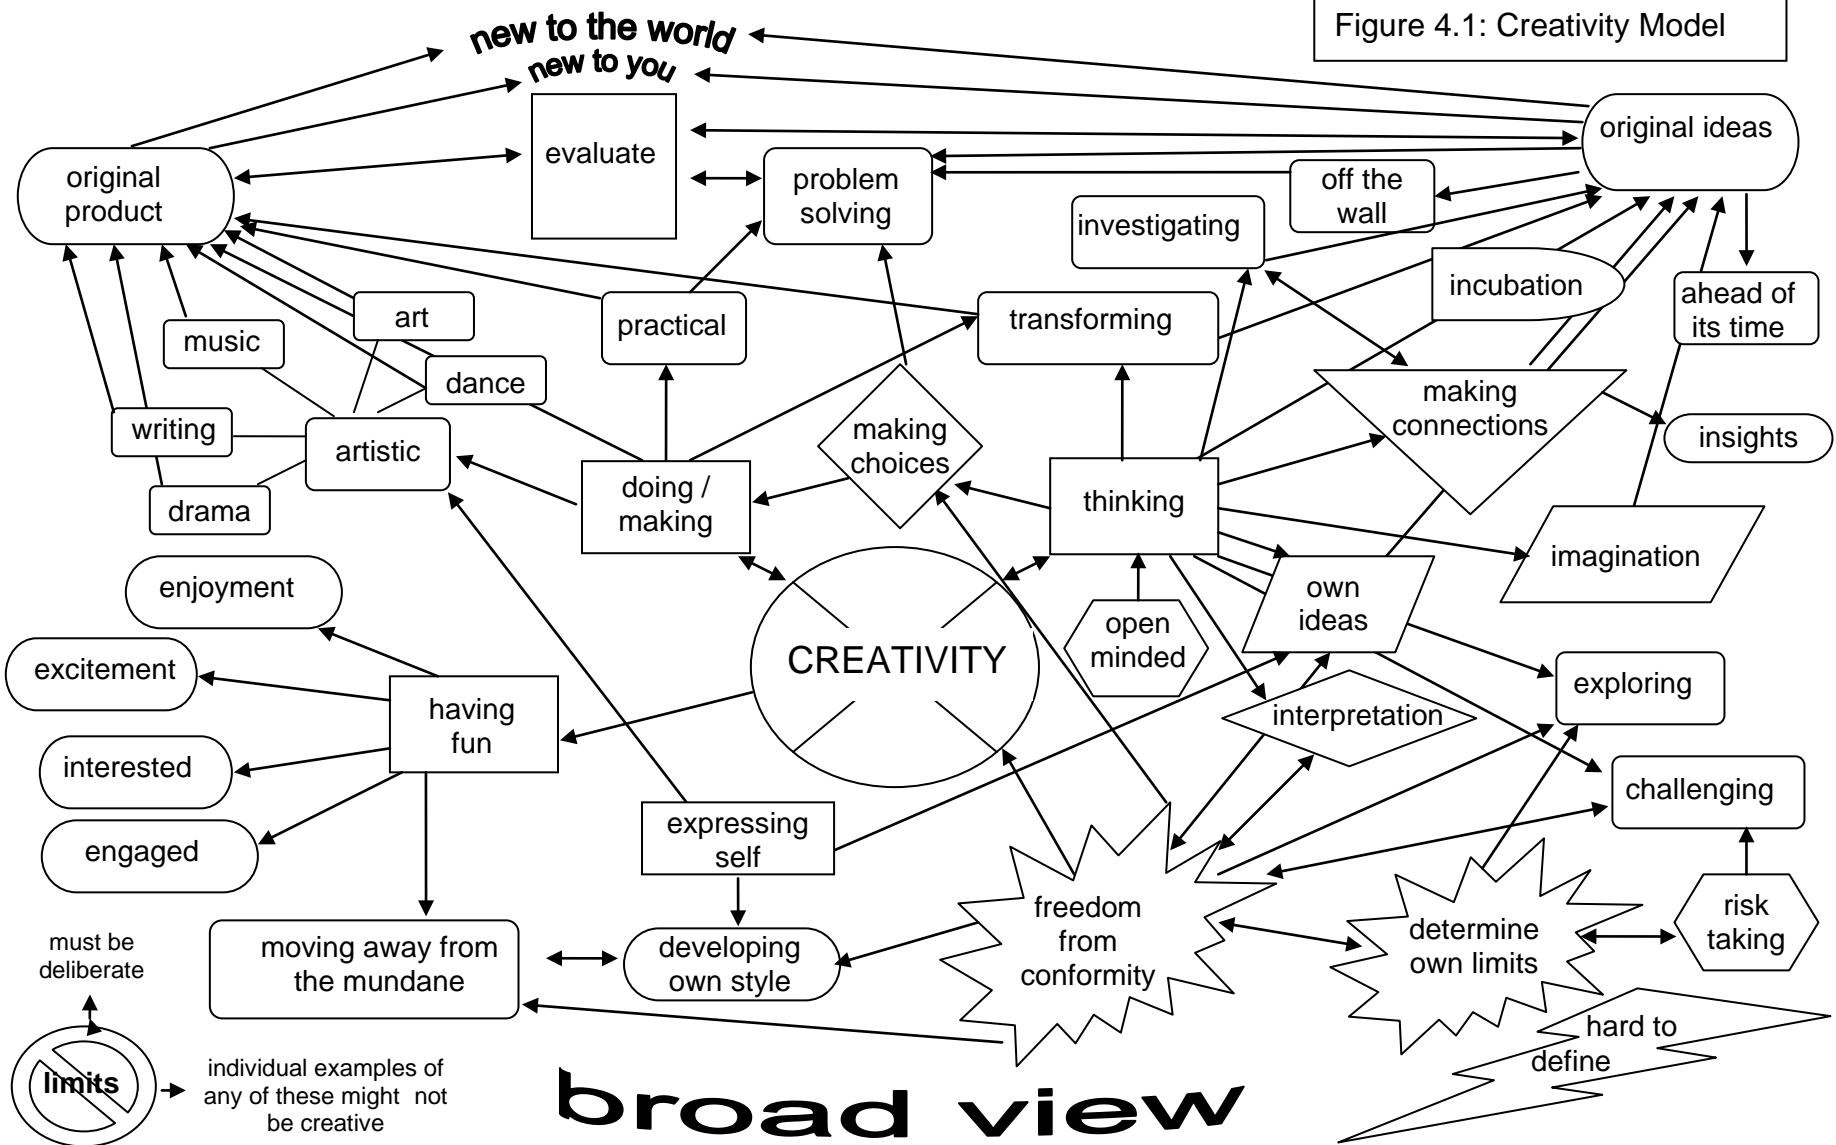 Figure 4.1: Creativity Model
new to the world
new to you
original
product
evaluate
problem
solving
off the
wall
original ideas
investigating
incubation
ahead of
its time
music
art
practical
transforming
dance
writing
artistic
drama
doing /
making
making
choices
thinking
making
connections
insights
imagination
enjoyment
excitement
having
fun
interested
engaged
CREATIVITY
open
minded
own
ideas
interpretation
exploring
challenging
expressing
self
freedom
from
conformity
determine
own limits
risk
taking
must be
deliberate
moving away from
the mundane
developing
own style
hard to
define
limits
individual examples of
any of these might not
be creative
broad view